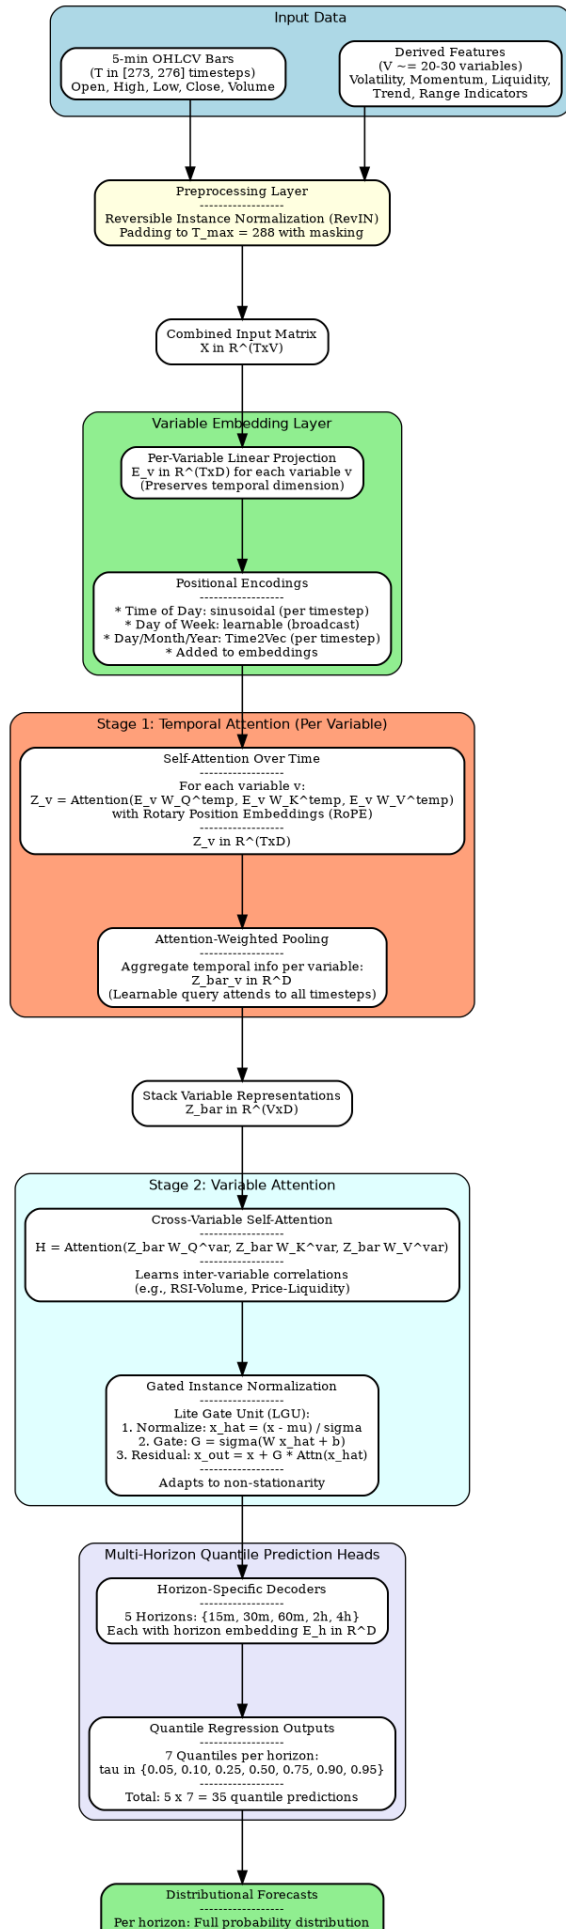 Input Data
5-min OHLCV Bars
(T in [273, 276] timesteps)
Open, High, Low, Close, Volume
Derived Features
(V ~= 20-30 variables)
Volatility, Momentum, Liquidity,
Trend, Range Indicators
Preprocessing Layer
------------------
Reversible Instance Normalization (RevIN)
Padding to T_max = 288 with masking
Combined Input Matrix
X in R^(TxV)
Variable Embedding Layer
Per-Variable Linear Projection
E_v in R^(TxD) for each variable v
(Preserves temporal dimension)
Positional Encodings
------------------
* Time of Day: sinusoidal (per timestep)
* Day of Week: learnable (broadcast)
* Day/Month/Year: Time2Vec (per timestep)
* Added to embeddings
Stage 1: Temporal Attention (Per Variable)
Self-Attention Over Time
------------------
For each variable v:
Z_v = Attention(E_v W_Q^temp, E_v W_K^temp, E_v W_V^temp)
with Rotary Position Embeddings (RoPE)
------------------
Z_v in R^(TxD)
Attention-Weighted Pooling
------------------
Aggregate temporal info per variable:
Z_bar_v in R^D
(Learnable query attends to all timesteps)
Stack Variable Representations
Z_bar in R^(VxD)
Stage 2: Variable Attention
Cross-Variable Self-Attention
------------------
H = Attention(Z_bar W_Q^var, Z_bar W_K^var, Z_bar W_V^var)
------------------
Learns inter-variable correlations
(e.g., RSI-Volume, Price-Liquidity)
Gated Instance Normalization
------------------
Lite Gate Unit (LGU):
1. Normalize: x_hat = (x - mu) / sigma
2. Gate: G = sigma(W x_hat + b)
3. Residual: x_out = x + G * Attn(x_hat)
------------------
Adapts to non-stationarity
Multi-Horizon Quantile Prediction Heads
Horizon-Specific Decoders
------------------
5 Horizons: {15m, 30m, 60m, 2h, 4h}
Each with horizon embedding E_h in R^D
Quantile Regression Outputs
------------------
7 Quantiles per horizon:
tau in {0.05, 0.10, 0.25, 0.50, 0.75, 0.90, 0.95}
------------------
Total: 5 x 7 = 35 quantile predictions
Distributional Forecasts
------------------
Per horizon: Full probability distribution